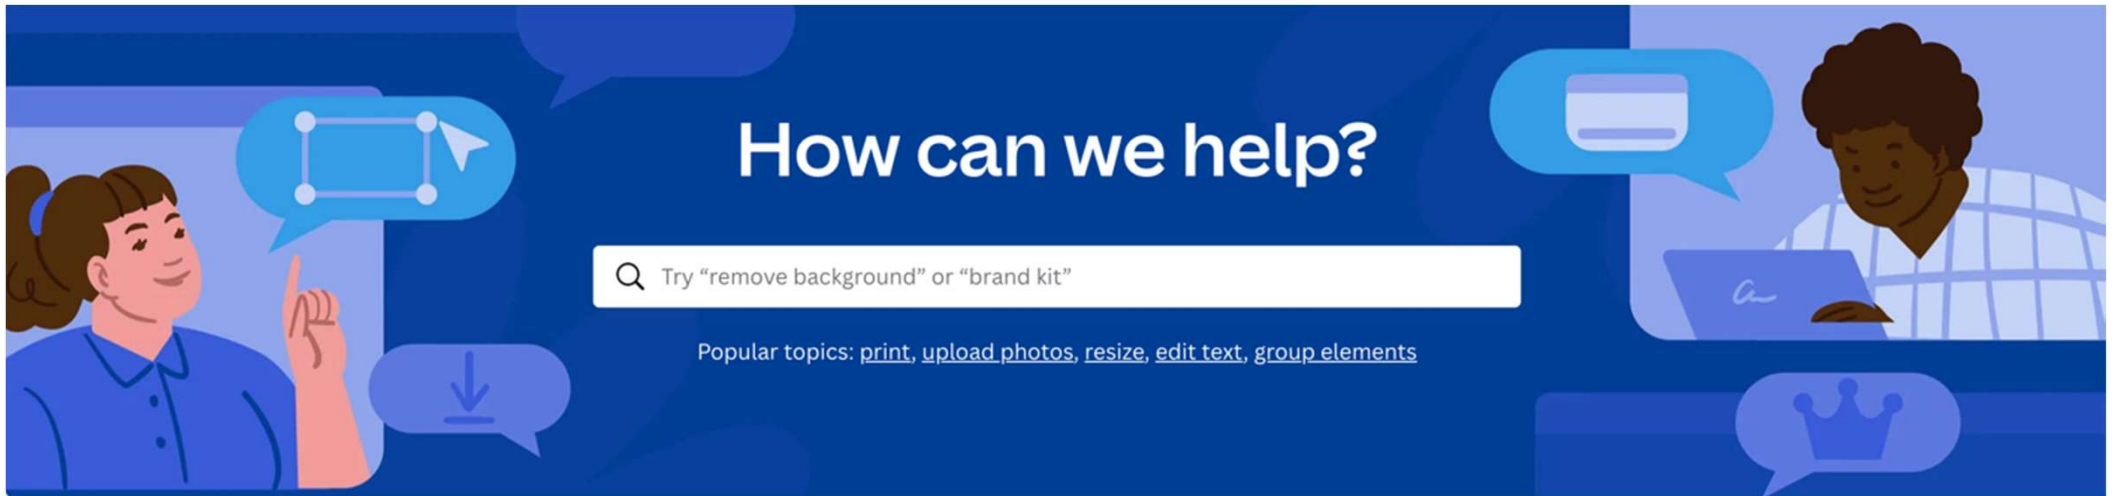 How can we help?
Try “remove background” or “brand kit”
Popular topics: print, upload photos, resize, edit text, group elements